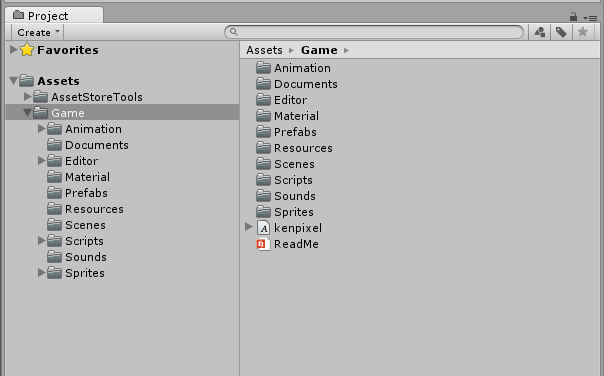 Project
Create
Favorites
Assets
AssetStoreTools
Game
Animation
Documents
Editor
Material
Prefabs
Resources
Scenes
Scripts
Sounds
Sprites
Assets ▸ Game ▸
Animation
Documents
Editor
Material
Prefabs
Resources
Scenes
Scripts
Sounds
Sprites
kenpixel
ReadMe